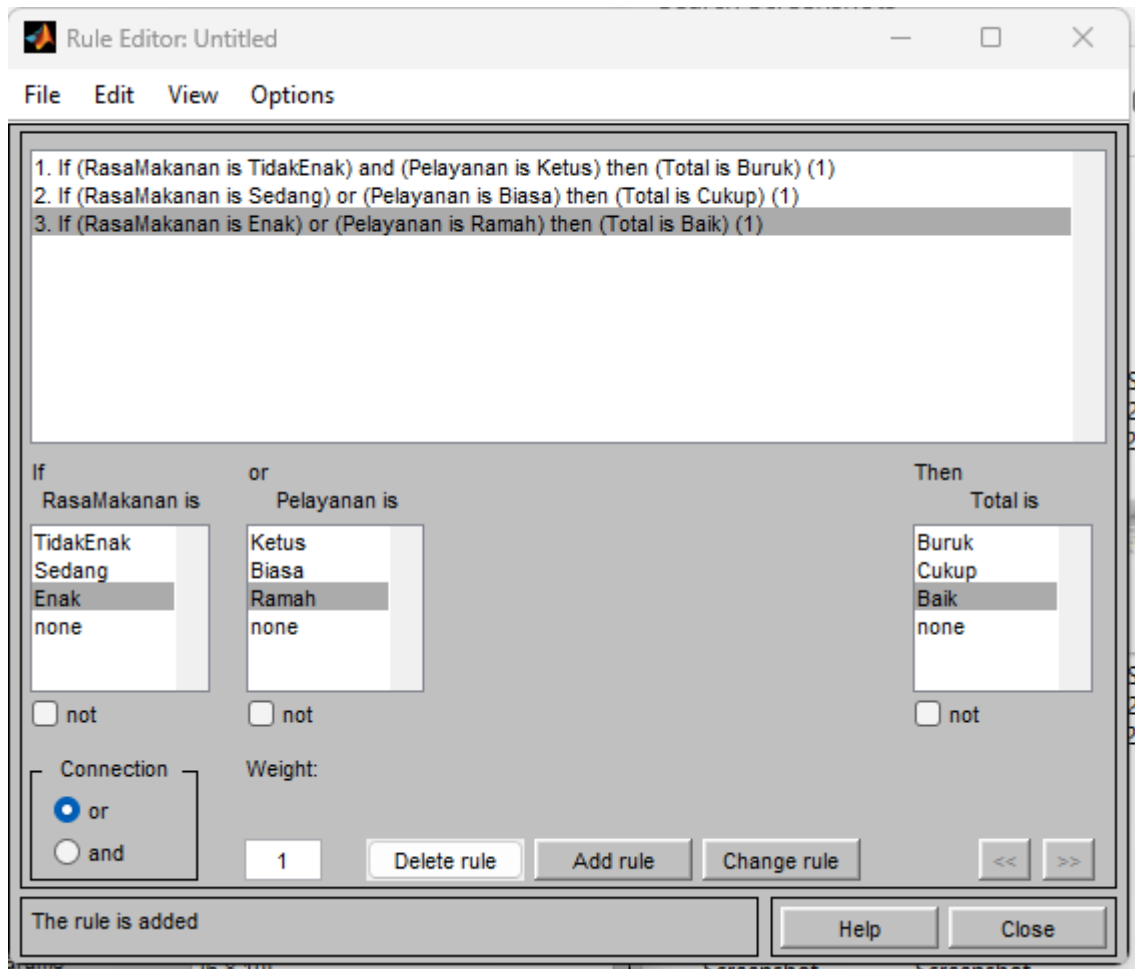 Rule Editor: Untitled
File Edit View Options
1. If (RasaMakanan is TidakEnak) and (Pelayanan is Ketus) then (Total is Buruk) (1)
2. If (RasaMakanan is Sedang) or (Pelayanan is Biasa) then (Total is Cukup) (1)
3. If (RasaMakanan is Enak) or (Pelayanan is Ramah) then (Total is Baik) (1)
If or Then
RasaMakanan is Pelayanan is Total is
TidakEnak Ketus Buruk
Sedang Biasa Cukup
Enak Ramah Baik
none none none
not not not
Connection Weight:
or
and 1 Delete rule Add rule Change rule << >>
The rule is added Help Close